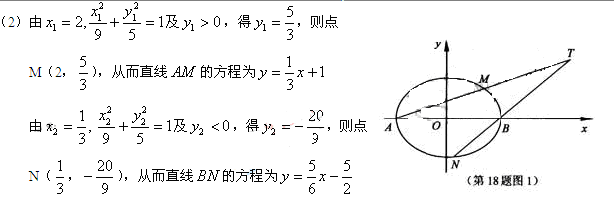 (2) 由 x₁ = 2, x₁²/9 + y₁²/5 = 1及 y₁ > 0，得 y₁ = 5/3，则点
M（2，5/3），从而直线 AM 的方程为 y = 1/3 x + 1
由 x₂ = 1/3, x₂²/9 + y₂²/5 = 1及 y₂ < 0，得 y₂ = −20/9，则点
N（1/3，−20/9），从而直线 BN 的方程为 y = 5/6 x − 5/2
y
T
M
A
O
B
x
N
(第18题图1)